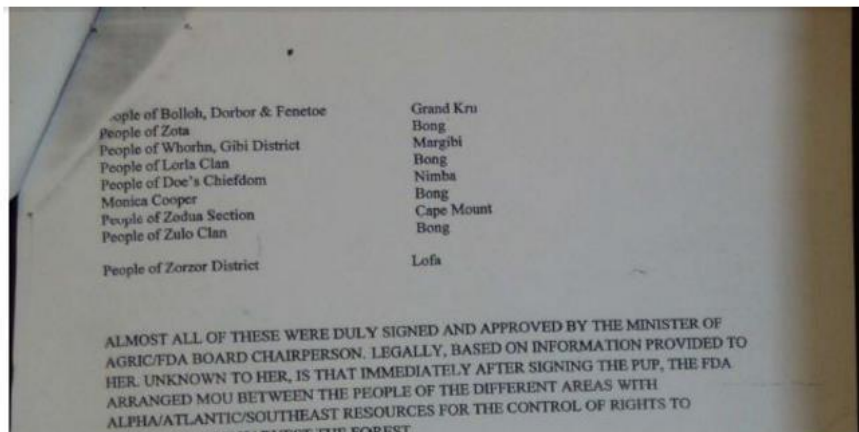 People of Bolloh, Dorbor & Fenetoe Grand Kru
People of Zota Bong
People of Whorhn, Gibi District Margibi
People of Lorla Clan Bong
People of Doe's Chiefdom Nimba
Monica Cooper Bong
People of Zodua Section Cape Mount
People of Zulo Clan Bong
People of Zorzor District Lofa
ALMOST ALL OF THESE WERE DULY SIGNED AND APPROVED BY THE MINISTER OF
AGRIC/FDA BOARD CHAIRPERSON. LEGALLY, BASED ON INFORMATION PROVIDED TO
HER. UNKNOWN TO HER, IS THAT IMMEDIATELY AFTER SIGNING THE PUP, THE FDA
ARRANGED MOU BETWEEN THE PEOPLE OF THE DIFFERENT AREAS WITH
ALPHA/ATLANTIC/SOUTHEAST RESOURCES FOR THE CONTROL OF RIGHTS TO
THE FOREST